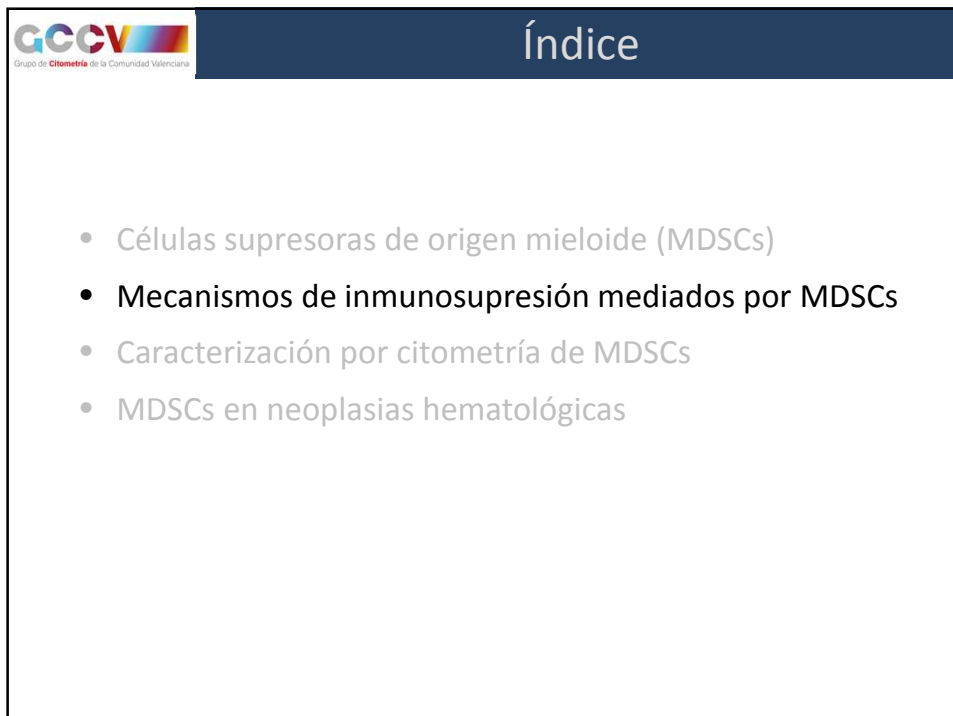 GCCV
Grupo de Citometría de la Comunidad Valenciana
Índice
• Células supresoras de origen mieloide (MDSCs)
• Mecanismos de inmunosupresión mediados por MDSCs
• Caracterización por citometría de MDSCs
• MDSCs en neoplasias hematológicas